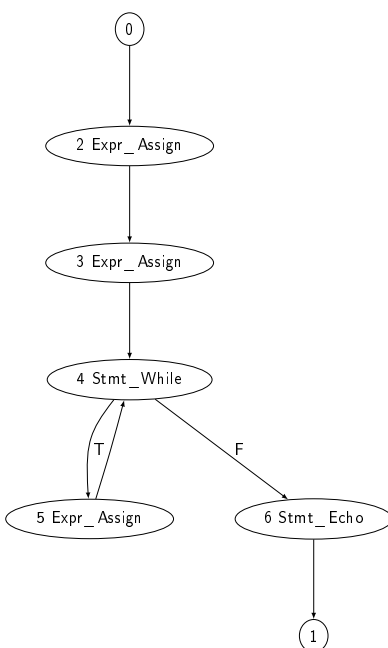 0
2 Expr_Assign
3 Expr_Assign
4 Stmt_While
T
F
5 Expr_Assign
6 Stmt_Echo
1